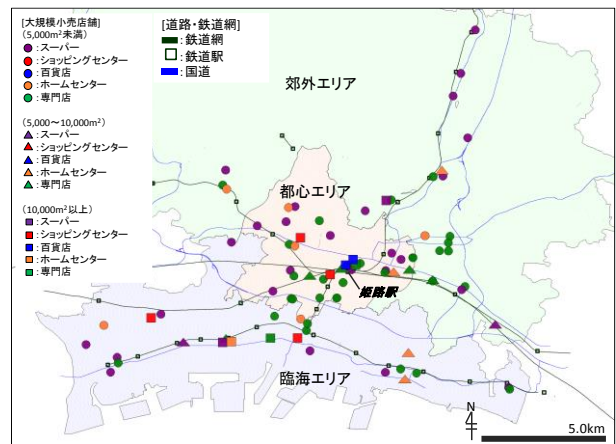 [大規模小売店舗]
(5,000m²未満)
:スーパー
:ショッピングセンター
:百貨店
:ホームセンター
:専門店
(5,000~10,000m²)
:スーパー
:ショッピングセンター
:百貨店
:ホームセンター
:専門店
(10,000m²以上)
:スーパー
:ショッピングセンター
:百貨店
:ホームセンター
:専門店
[道路・鉄道網]
:鉄道網
:鉄道駅
:国道
郊外エリア
都心エリア
姫路駅
臨海エリア
N
5.0km